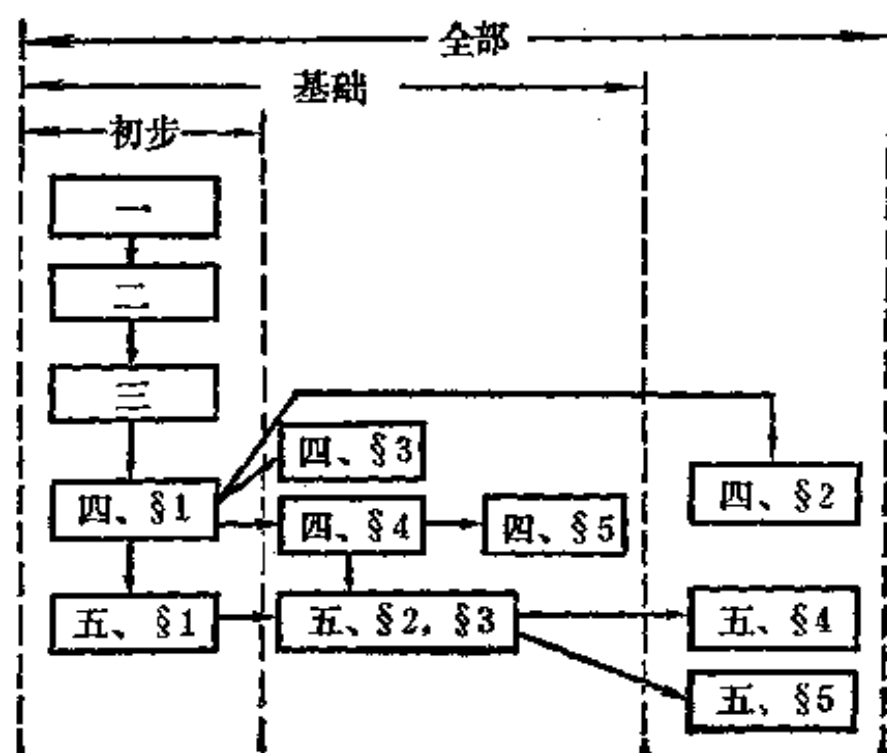 全部
基础
初步
一
二
三
四、§3
四、§1
四、§4
四、§5
四、§2
五、§1
五、§2，§3
五、§4
五、§5